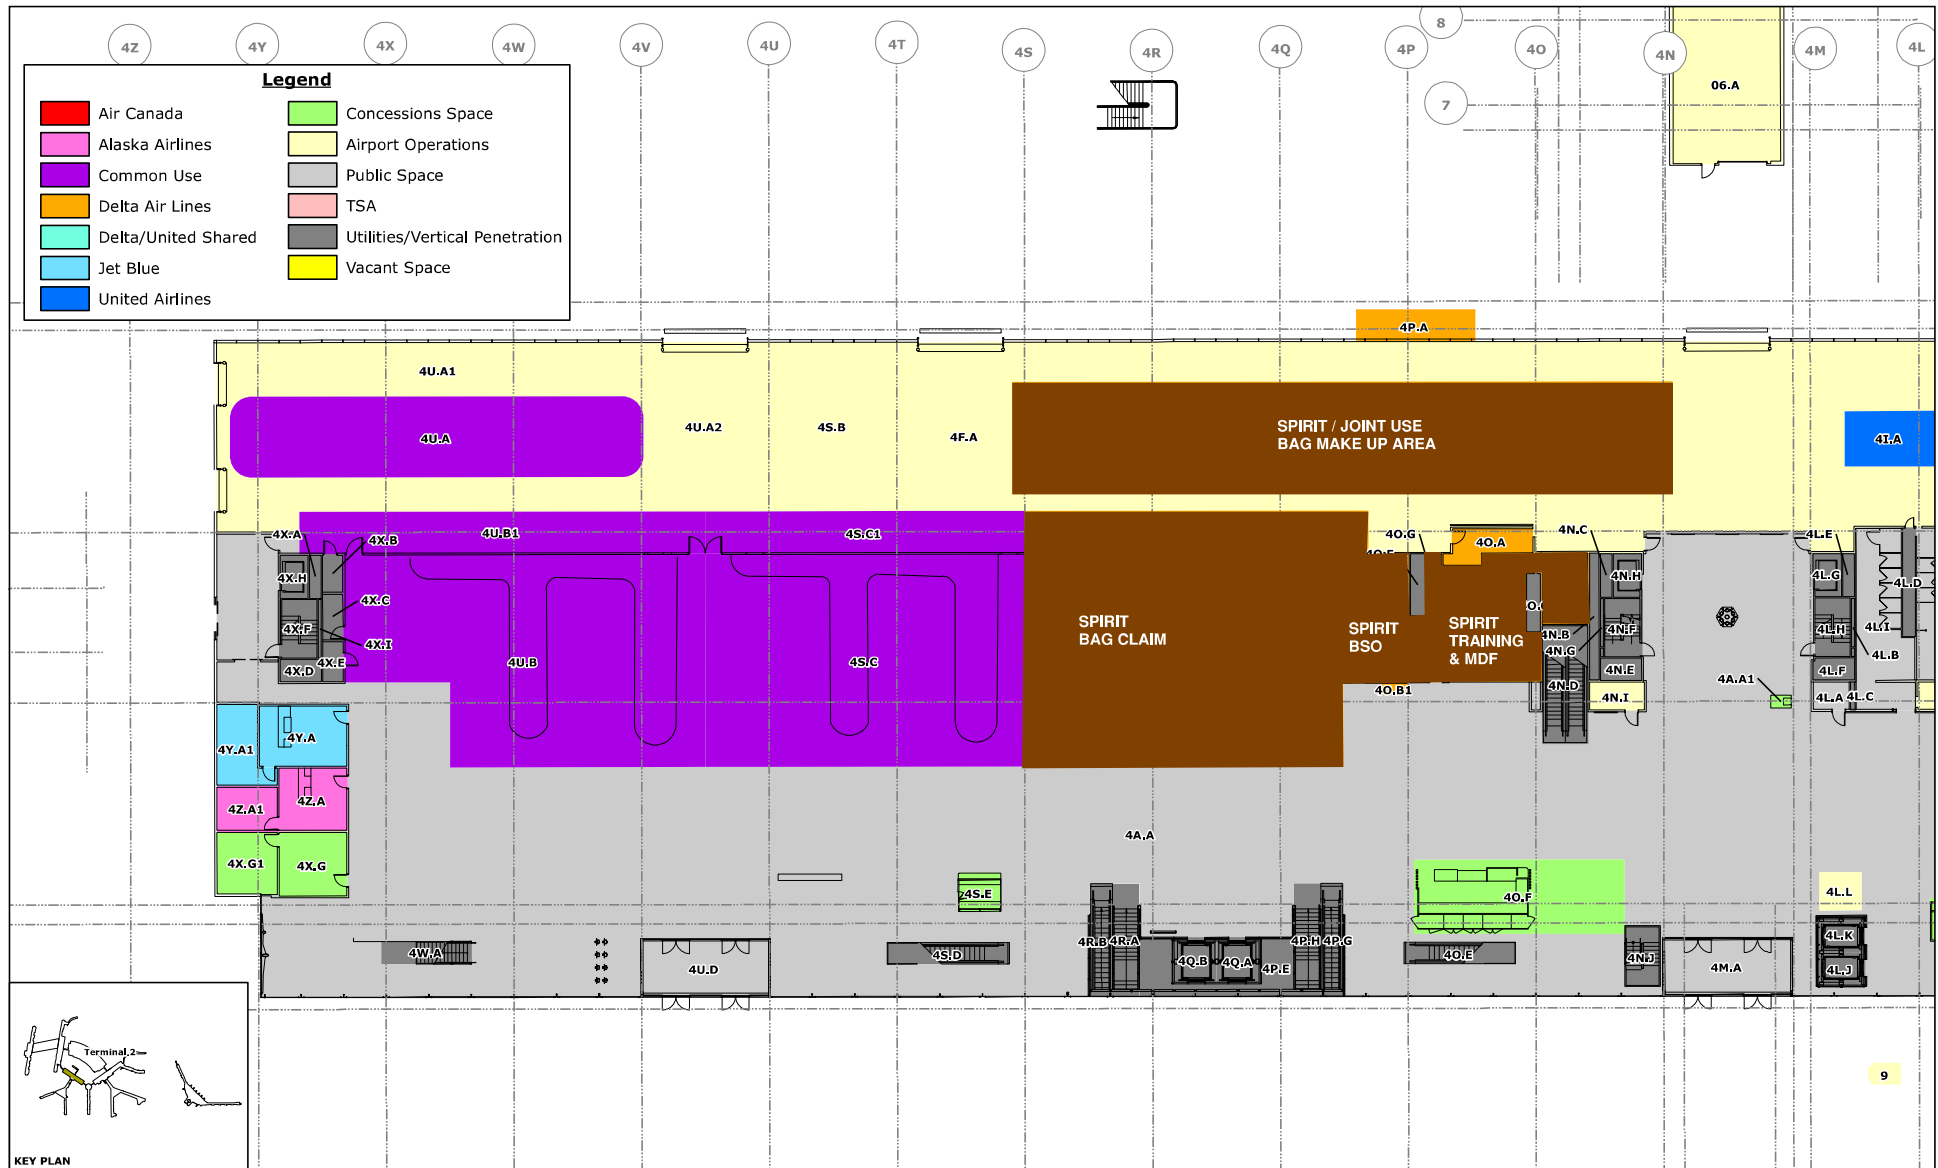 8
4Z
4Y
4X
4W
4V
4U
4T
4S
4R
4Q
4P
4O
4N
4M
4L
7
06.A
Legend
Air Canada
Alaska Airlines
Common Use
Delta Air Lines
Delta/United Shared
Jet Blue
United Airlines
Concessions Space
Airport Operations
Public Space
TSA
Utilities/Vertical Penetration
Vacant Space
4P.A
4U.A1
4U.A
4U.A2
4S.B
4F.A
SPIRIT / JOINT USE
BAG MAKE UP AREA
4I.A
4X.A
4U.B1
4X.B
4S.C1
4O.G
4O.A
4N.C
4L.E
4X.H
4N.H
4L.G
4L.D
4X.C
4X.F
4X.I
4X.E
4X.D
4U.B
4S.C
SPIRIT
BAG CLAIM
SPIRIT
BSO
SPIRIT
TRAINING
& MDF
4N.B
4N.G
4N.F
4N.E
4N.D
4N.I
4O.B1
4L.H
4L.I
4L.B
4L.F
4L.A
4L.C
4A.A1
4Y.A1
4Y.A
4Z.A1
4Z.A
4X.G1
4X.G
4A.A
4S.E
4O.F
4L.L
4W.A
4U.D
4S.D
4R.B
4R.A
4Q.B
4Q.A
4P.E
4P.H
4P.G
4O.E
4N.J
4M.A
4L.K
4L.J
Terminal 2
9
KEY PLAN